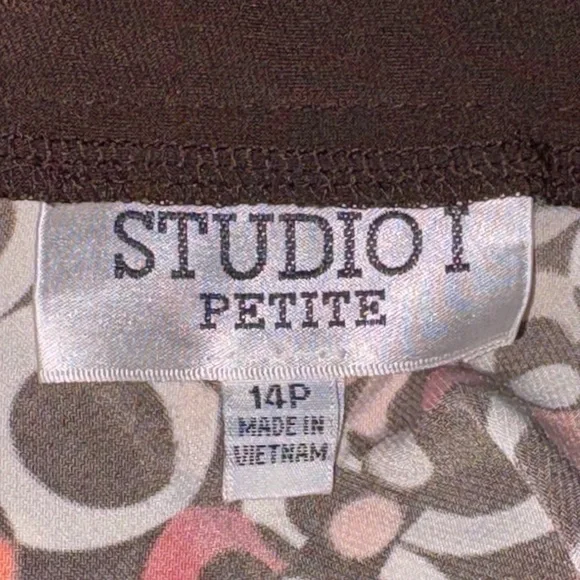 STUDIO I
PETITE
14P
MADE IN
VIETNAM